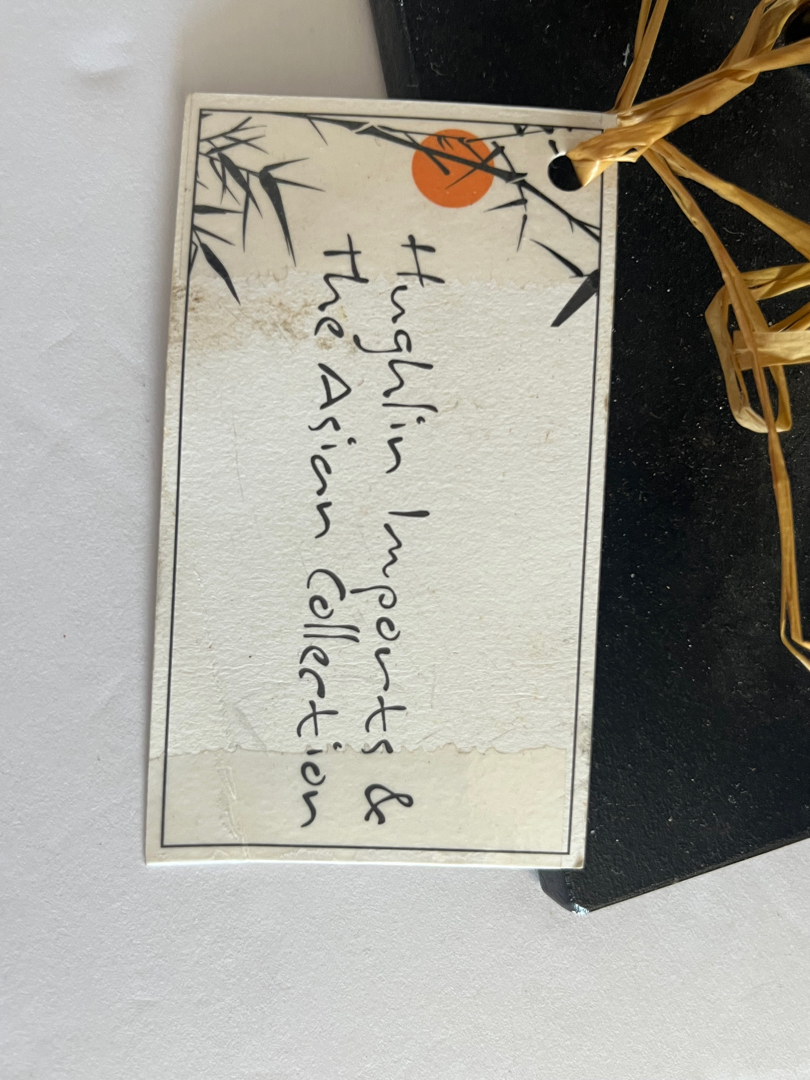 Hughlin Imports &
The Asian Collection